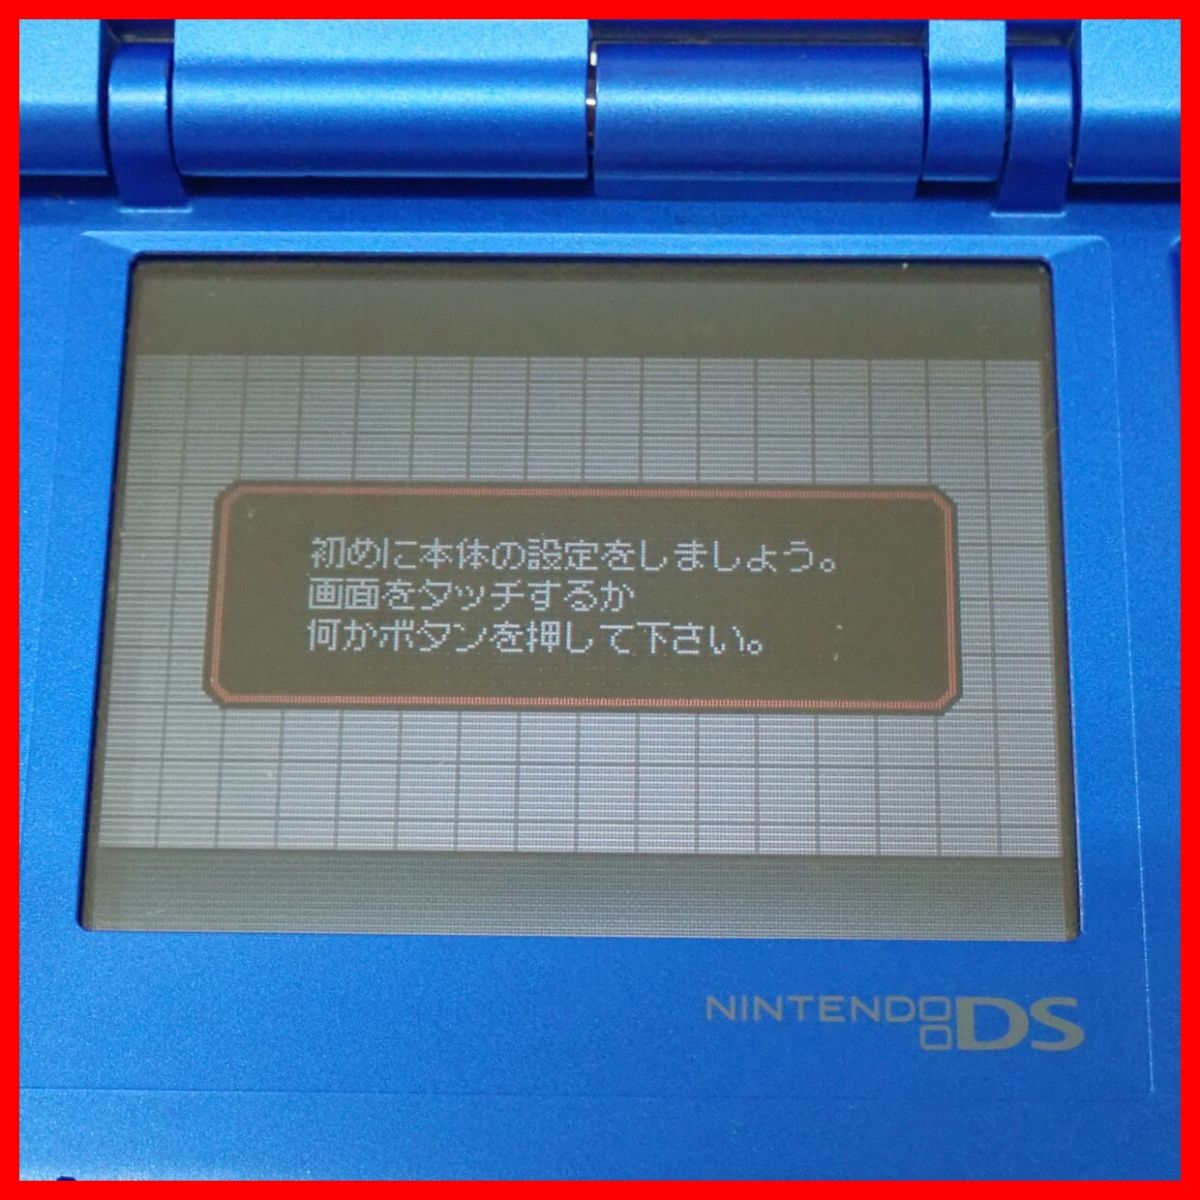 初めに本体の設定をしましょう。
画面をタッチするか
何かボタンを押して下さい。
NINTENDO DS